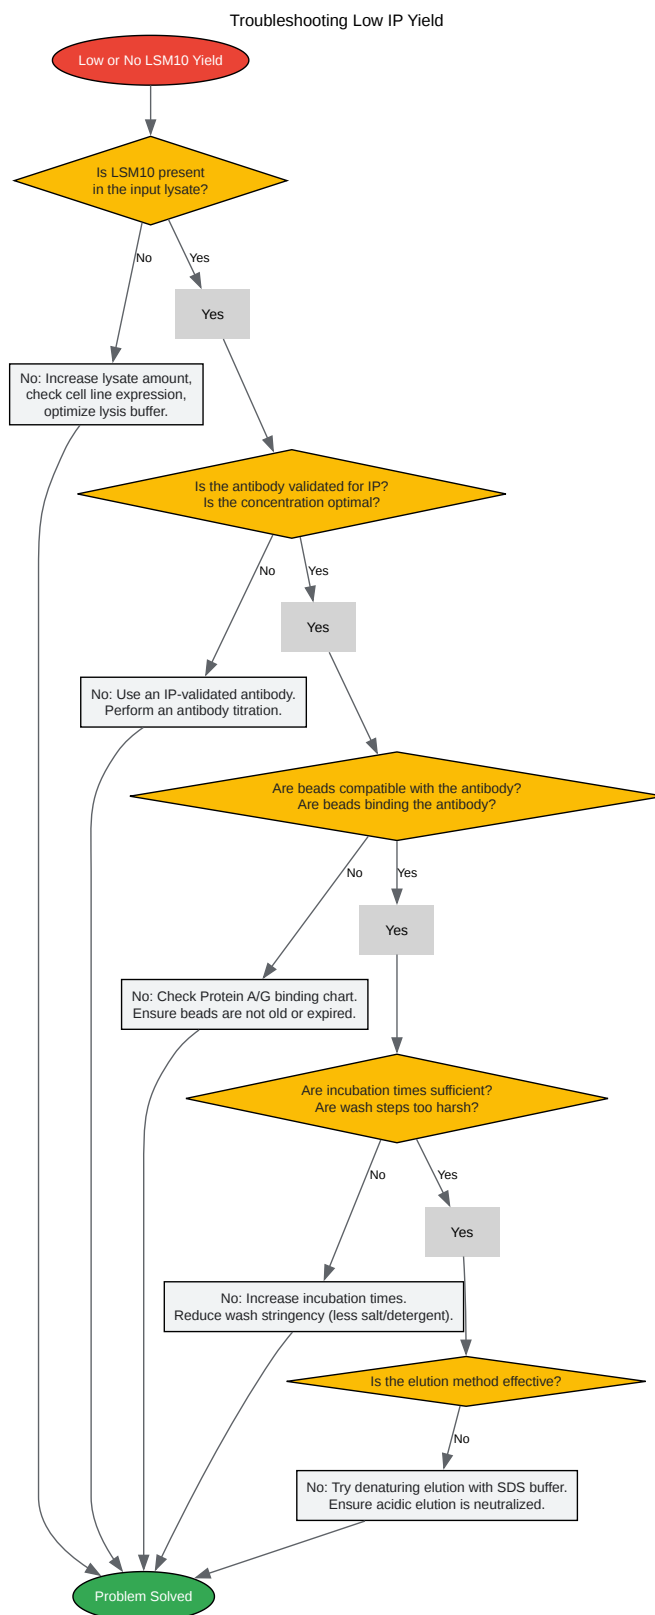 Troubleshooting Low IP Yield
Low or No LSM10 Yield
Is LSM10 present
in the input lysate?
No
Yes
Yes
No: Increase lysate amount,
check cell line expression,
optimize lysis buffer.
Is the antibody validated for IP?
Is the concentration optimal?
No
Yes
Yes
No: Use an IP-validated antibody.
Perform an antibody titration.
Are beads compatible with the antibody?
Are beads binding the antibody?
No
Yes
Yes
No: Check Protein A/G binding chart.
Ensure beads are not old or expired.
Are incubation times sufficient?
Are wash steps too harsh?
No
Yes
Yes
No: Increase incubation times.
Reduce wash stringency (less salt/detergent).
Is the elution method effective?
No
No: Try denaturing elution with SDS buffer.
Ensure acidic elution is neutralized.
Problem Solved